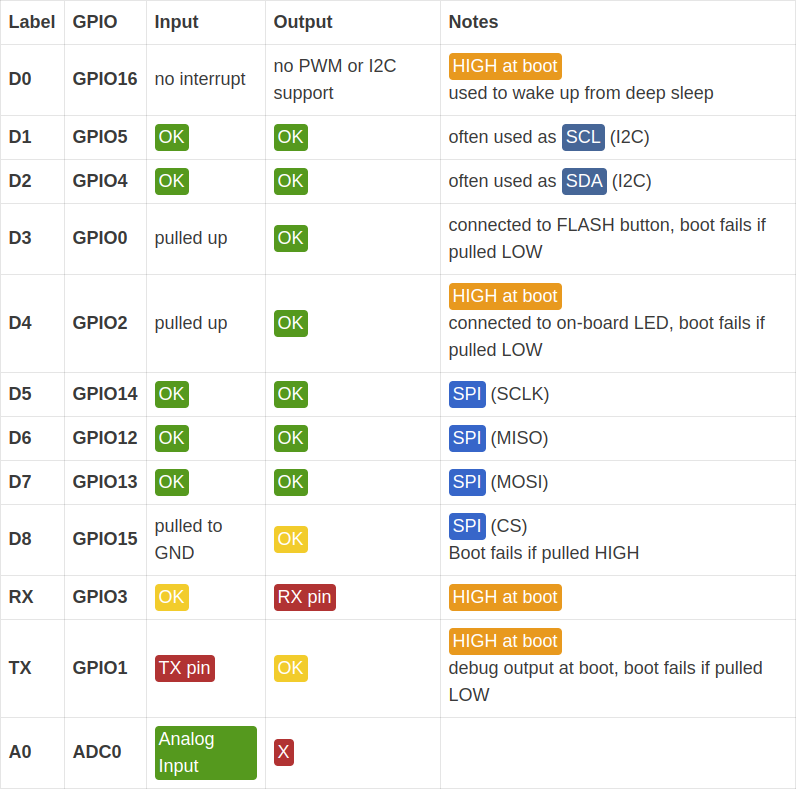 Label GPIO Input Output Notes
D0 GPIO16 no interrupt no PWM or I2C support HIGH at boot
used to wake up from deep sleep
D1 GPIO5 OK OK often used as SCL (I2C)
D2 GPIO4 OK OK often used as SDA (I2C)
D3 GPIO0 pulled up OK connected to FLASH button, boot fails if
pulled LOW
D4 GPIO2 pulled up OK HIGH at boot
connected to on-board LED, boot fails if
pulled LOW
D5 GPIO14 OK OK SPI (SCLK)
D6 GPIO12 OK OK SPI (MISO)
D7 GPIO13 OK OK SPI (MOSI)
D8 GPIO15 pulled to GND OK SPI (CS)
Boot fails if pulled HIGH
RX GPIO3 OK RX pin HIGH at boot
TX GPIO1 TX pin OK HIGH at boot
debug output at boot, boot fails if pulled
LOW
A0 ADC0 Analog Input X